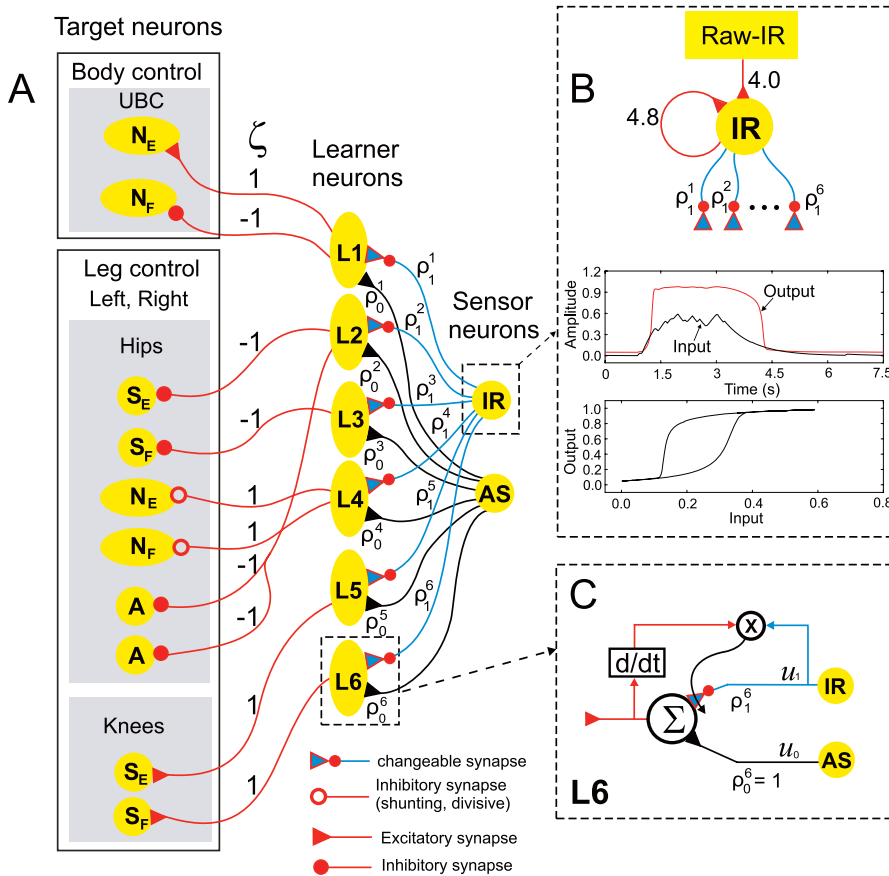 Target neurons
A
Body control
UBC
N_E
N_F
ζ
1
-1
Learner
neurons
L1
L2
L3
L4
L5
L6
ρ_1^1
ρ_0^1
ρ_1^2
ρ_0^2
ρ_1^3
ρ_0^3
ρ_1^4
ρ_0^4
ρ_1^5
ρ_0^5
ρ_1^6
ρ_0^6
Sensor
neurons
IR
AS
Leg control
Left, Right
Hips
S_E
S_F
N_E
N_F
A
A
-1
-1
1
1
-1
-1
Knees
S_E
S_F
1
1
changeable synapse
Inhibitory synapse
(shunting, divisive)
Excitatory synapse
Inhibitory synapse
B
Raw-IR
4.0
4.8
IR
ρ_1^1 ρ_1^2 ρ_1^6
Amplitude
1.2
0.9
0.6
0.3
0.0
Output
Input
0 1.5 3.0 4.5 6.0 7.5
Time (s)
Output
1.0
0.8
0.6
0.4
0.2
0.0
0.0 0.2 0.4 0.6 0.8
Input
C
X
d/dt
Σ
u_1
IR
ρ_1^6
u_0
AS
ρ_0^6 = 1
L6